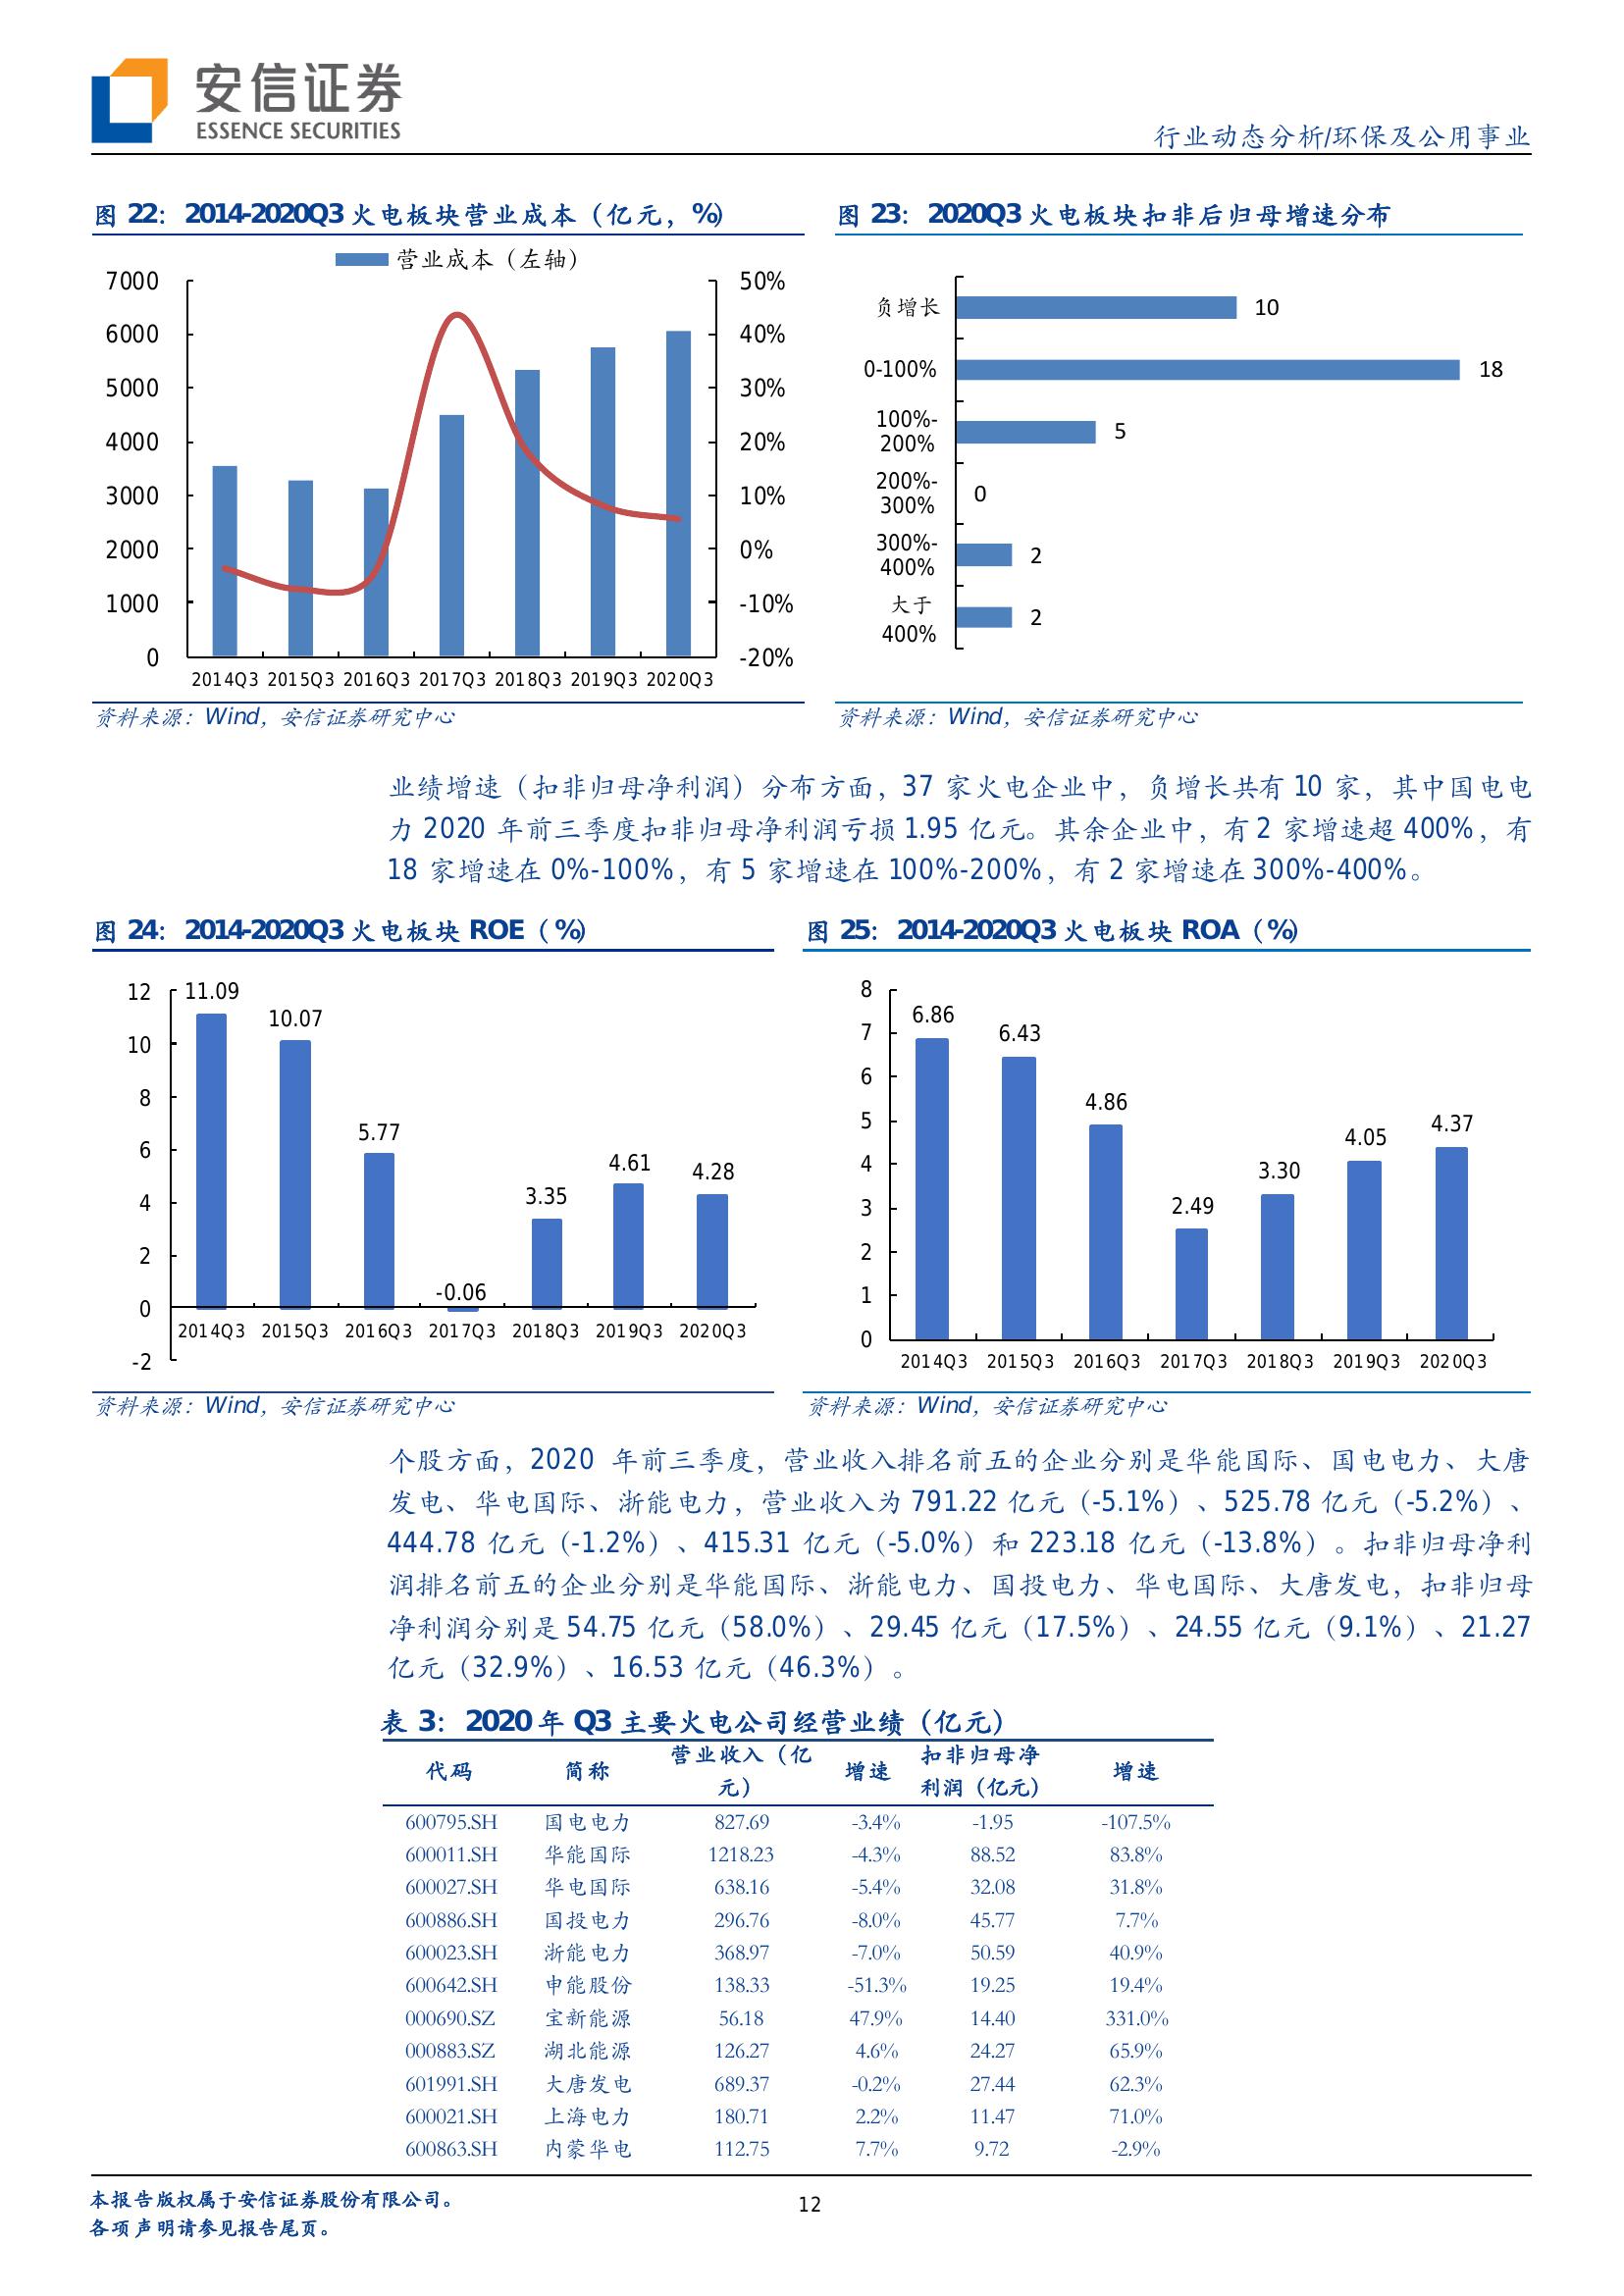 安信证券
ESSENCE SECURITIES
行业动态分析/环保及公用事业
图 22：2014-2020Q3 火电板块营业成本（亿元，%）
营业成本（左轴）
7000
6000
5000
4000
3000
2000
1000
0
50%
40%
30%
20%
10%
0%
-10%
-20%
2014Q3 2015Q3 2016Q3 2017Q3 2018Q3 2019Q3 2020Q3
资料来源：Wind，安信证券研究中心
图 23：2020Q3 火电板块扣非后归母增速分布
负增长 10
0-100% 18
100%-
200%
5
200%-
300%
0
300%-
400%
2
大于
400%
2
资料来源：Wind，安信证券研究中心
业绩增速（扣非归母净利润）分布方面，37 家火电企业中，负增长共有 10 家，其中国电电
力 2020 年前三季度扣非归母净利润亏损 1.95 亿元。其余企业中，有 2 家增速超 400%，有
18 家增速在 0%-100%，有 5 家增速在 100%-200%，有 2 家增速在 300%-400%。
图 24：2014-2020Q3 火电板块 ROE（%）
12
10
8
6
4
2
0
-2
11.09
10.07
5.77
-0.06
3.35
4.61
4.28
2014Q3 2015Q3 2016Q3 2017Q3 2018Q3 2019Q3 2020Q3
资料来源：Wind，安信证券研究中心
图 25：2014-2020Q3 火电板块 ROA（%）
8
7
6
5
4
3
2
1
0
6.86
6.43
4.86
2.49
3.30
4.05
4.37
2014Q3 2015Q3 2016Q3 2017Q3 2018Q3 2019Q3 2020Q3
资料来源：Wind，安信证券研究中心
个股方面，2020 年前三季度，营业收入排名前五的企业分别是华能国际、国电电力、大唐
发电、华电国际、浙能电力，营业收入为 791.22 亿元（-5.1%）、525.78 亿元（-5.2%）、
444.78 亿元（-1.2%）、415.31 亿元（-5.0%）和 223.18 亿元（-13.8%）。扣非归母净利
润排名前五的企业分别是华能国际、浙能电力、国投电力、华电国际、大唐发电，扣非归母
净利润分别是 54.75 亿元（58.0%）、29.45 亿元（17.5%）、24.55 亿元（9.1%）、21.27
亿元（32.9%）、16.53 亿元（46.3%）。
表 3：2020 年 Q3 主要火电公司经营业绩（亿元）
代码 简称 营业收入（亿元） 增速 扣非归母净利润（亿元） 增速
600795.SH 国电电力 827.69 -3.4% -1.95 -107.5%
600011.SH 华能国际 1218.23 -4.3% 88.52 83.8%
600027.SH 华电国际 638.16 -5.4% 32.08 31.8%
600886.SH 国投电力 296.76 -8.0% 45.77 7.7%
600023.SH 浙能电力 368.97 -7.0% 50.59 40.9%
600642.SH 申能股份 138.33 -51.3% 19.25 19.4%
000690.SZ 宝新能源 56.18 47.9% 14.40 331.0%
000883.SZ 湖北能源 126.27 4.6% 24.27 65.9%
601991.SH 大唐发电 689.37 -0.2% 27.44 62.3%
600021.SH 上海电力 180.71 2.2% 11.47 71.0%
600863.SH 内蒙华电 112.75 7.7% 9.72 -2.9%
本报告版权属于安信证券股份有限公司。
各项声明请参见报告尾页。
12